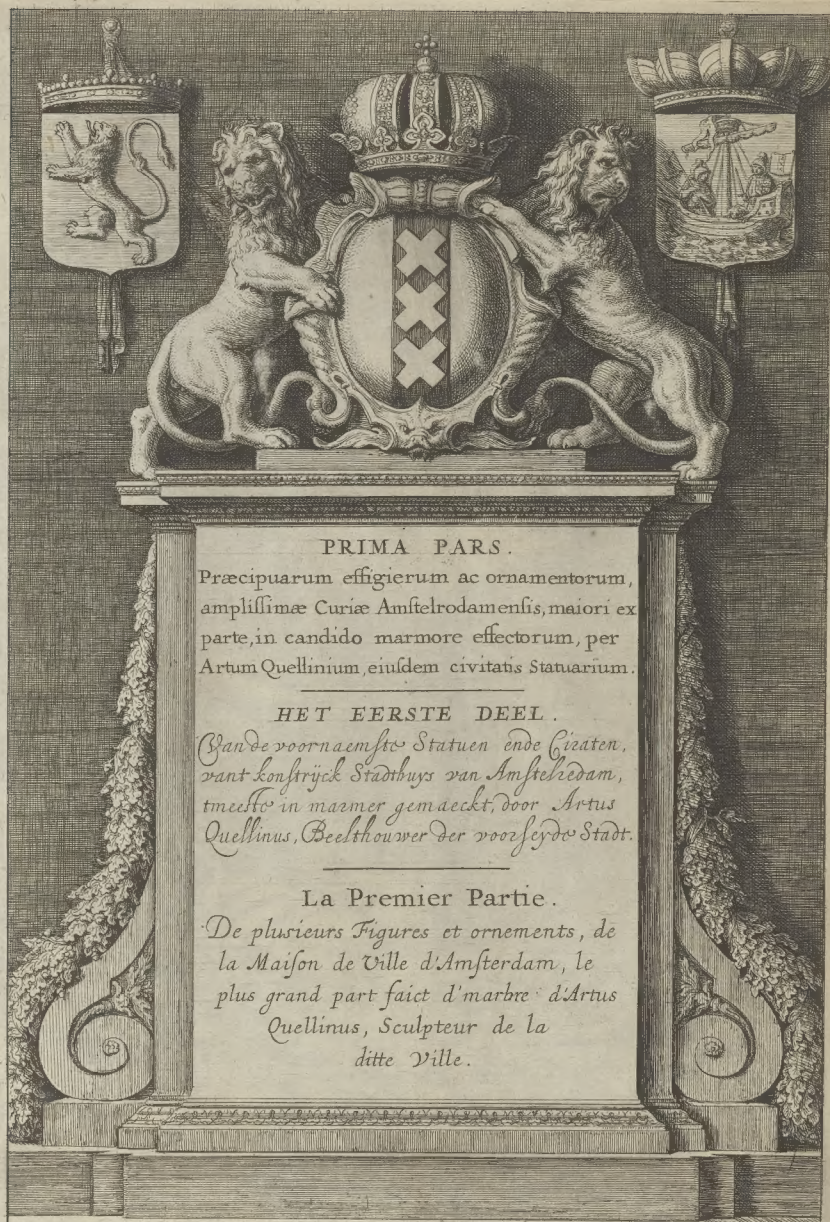 PRIMA PARS.
Præcipuarum effigierum ac ornamentorum,
ampliſſimæ Curiæ Amſtelrodamenſis, maiori ex
parte, in candido marmore effectorum, per
Artum Quellinium, eiuſdem civitatis Statuarium.
HET EERSTE DEEL.
Van de voornaemſte Statuen ende Ciraten,
vant konſtrijck Stadthuys van Amſtelredam,
tmeeſte in marmer gemaeckt, door Artus
Quellinus, Beelthouwer der voorſeyde Stadt.
La Premier Partie.
De plusieurs Figures et ornements, de
la Maiſon de Ville d'Amſterdam, le
plus grand part faict d'marbre d'Artus
Quellinus, Sculpteur de la
ditte Ville.